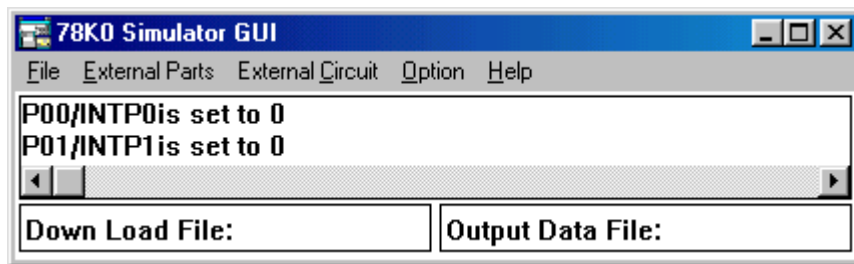 78K0 Simulator GUI
File External Parts External Circuit Option Help
P00/INTP0is set to 0
P01/INTP1is set to 0
Down Load File: Output Data File: